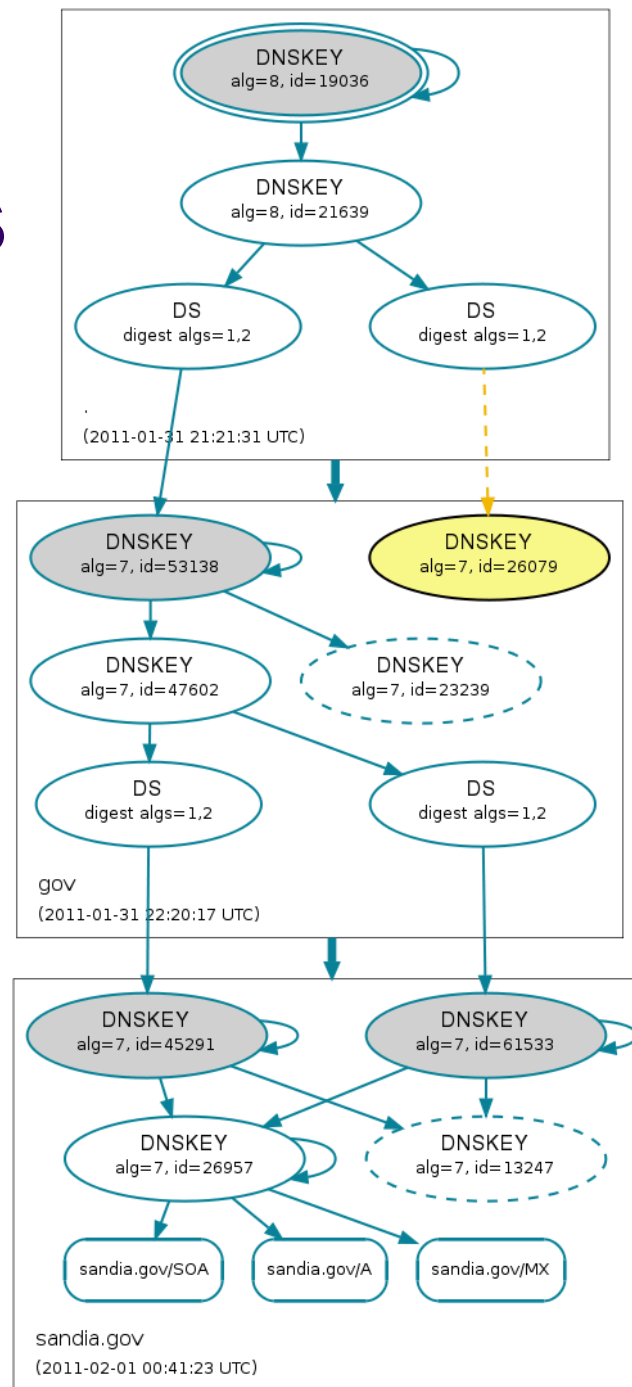 DNSKEY
alg=8, id=19036
DNSKEY
alg=8, id=21639
DS
digest algs=1,2
DS
digest algs=1,2
.
(2011-01-31 21:21:31 UTC)
DNSKEY
alg=7, id=53138
DNSKEY
alg=7, id=26079
DNSKEY
alg=7, id=47602
DNSKEY
alg=7, id=23239
DS
digest algs=1,2
DS
digest algs=1,2
gov
(2011-01-31 22:20:17 UTC)
DNSKEY
alg=7, id=45291
DNSKEY
alg=7, id=61533
DNSKEY
alg=7, id=26957
DNSKEY
alg=7, id=13247
sandia.gov/SOA
sandia.gov/A
sandia.gov/MX
sandia.gov
(2011-02-01 00:41:23 UTC)